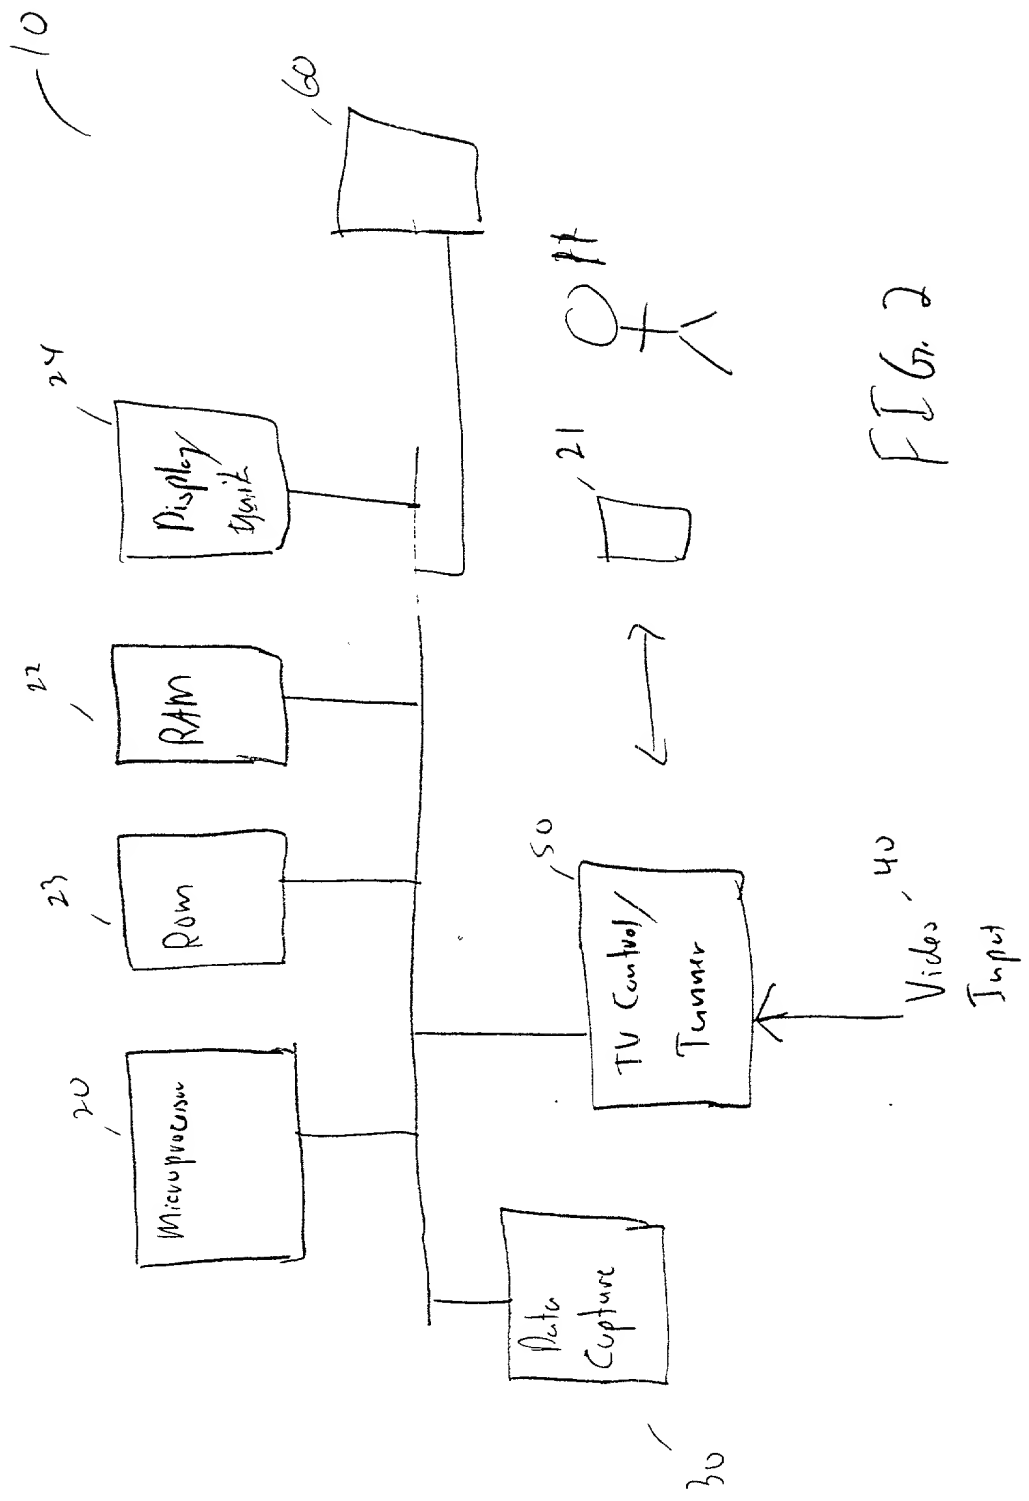 10
20
23
22
24
60
Microprocessor
Rom
RAM
Display
Unit
30
Data
Capture
50
TV Control/
Tunner
21
40
Video
Input
FIG. 2